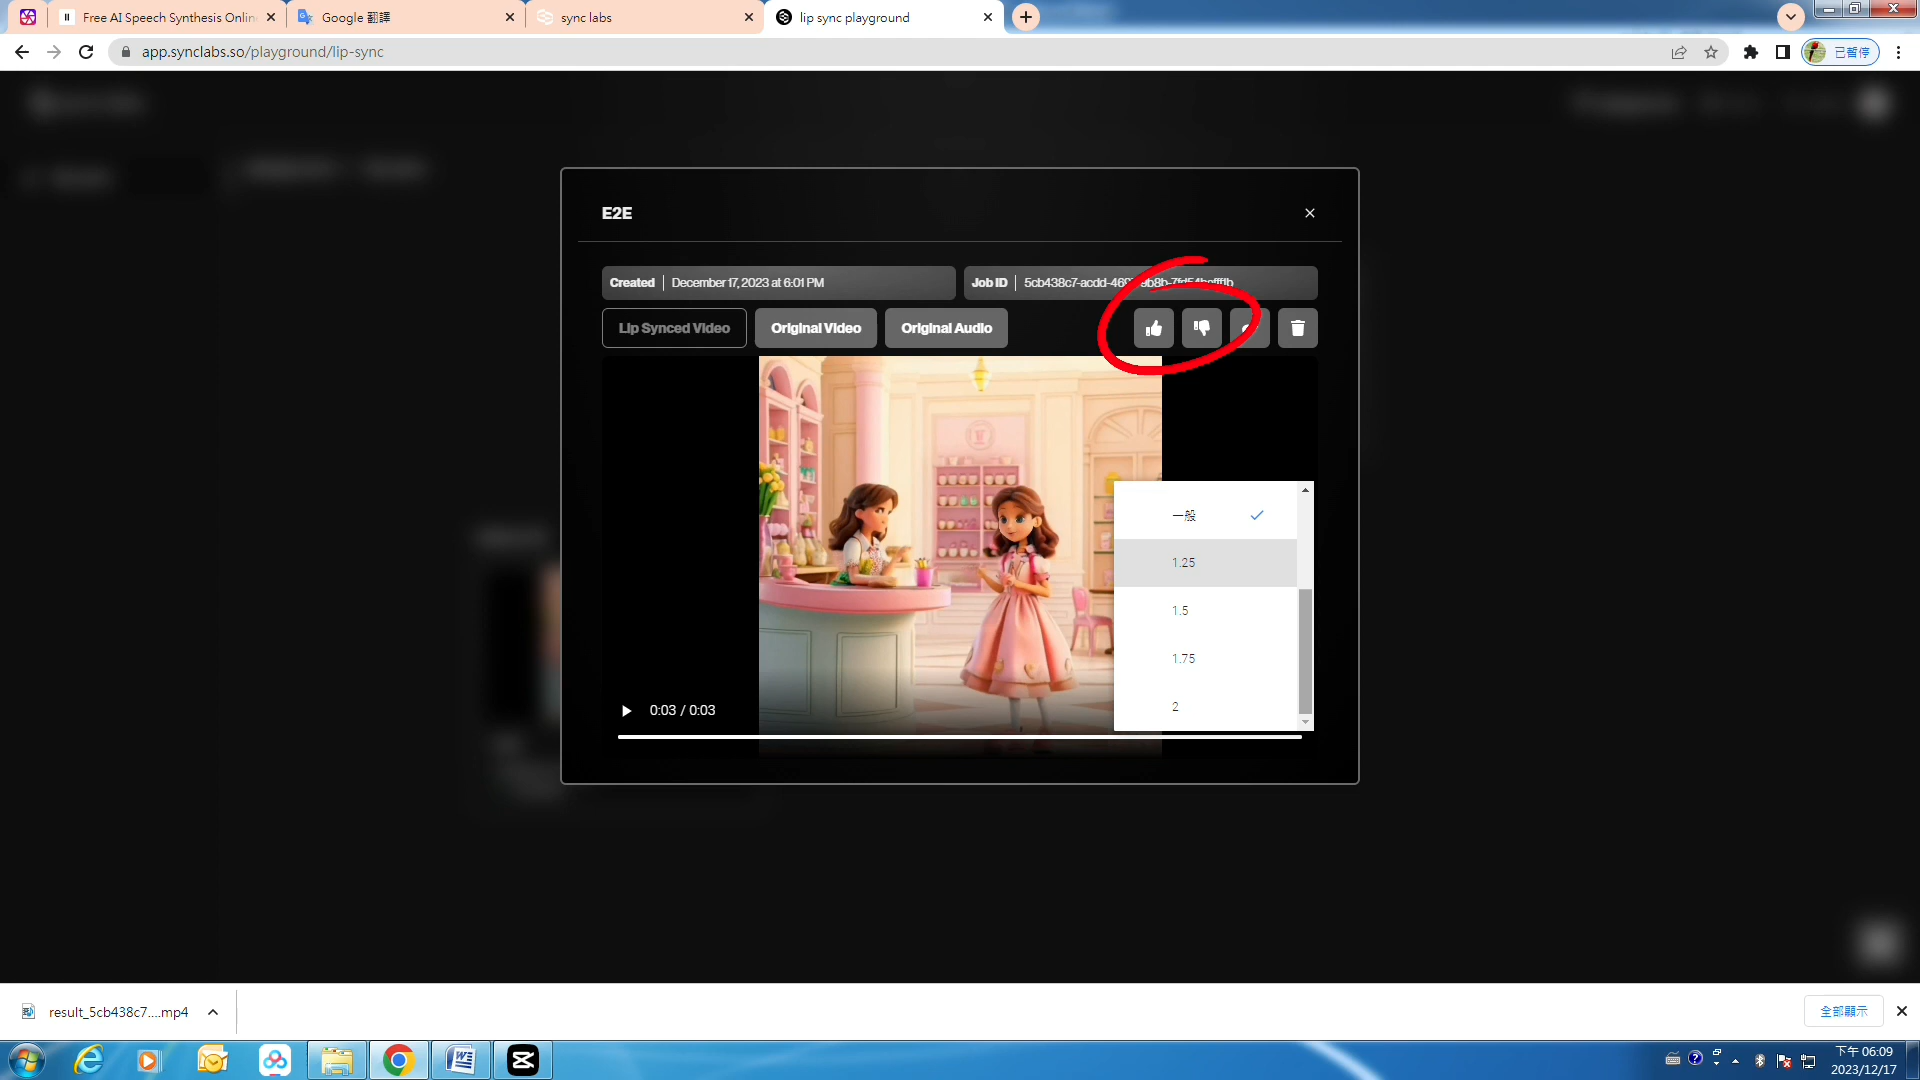 Free AI Speech Synthesis Onlin
Google 翻譯
sync labs
lip sync playground
app.synclabs.so/playground/lip-sync
已暫停
E2E
Created
December 17, 2023 at 6:01 PM
Job ID
Lip Synced Video
Original Video
Original Audio
一般
1.25
1.5
1.75
2
0:03 / 0:03
result_5cb438c7....mp4
全部顯示
下午 06:09
2023/12/17